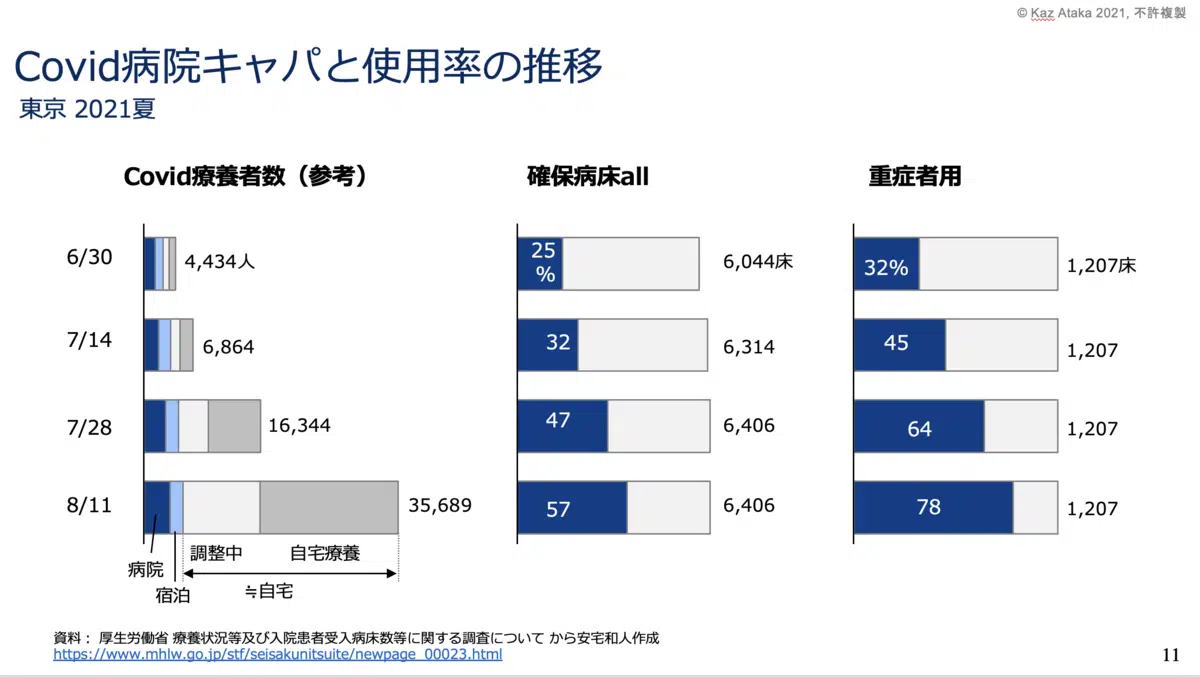 © Kaz Ataka 2021, 不許複製
Covid病院キャパと使用率の推移
東京 2021夏
Covid療養者数（参考）
確保病床all
重症者用
6/30
4,434人
25
%
6,044床
32%
1,207床
7/14
6,864
32
6,314
45
1,207
7/28
16,344
47
6,406
64
1,207
8/11
35,689
57
6,406
78
1,207
調整中
自宅療養
病院
宿泊
≒自宅
資料： 厚生労働省 療養状況等及び入院患者受入病床数等に関する調査について から安宅和人作成
https://www.mhlw.go.jp/stf/seisakunitsuite/newpage_00023.html
11